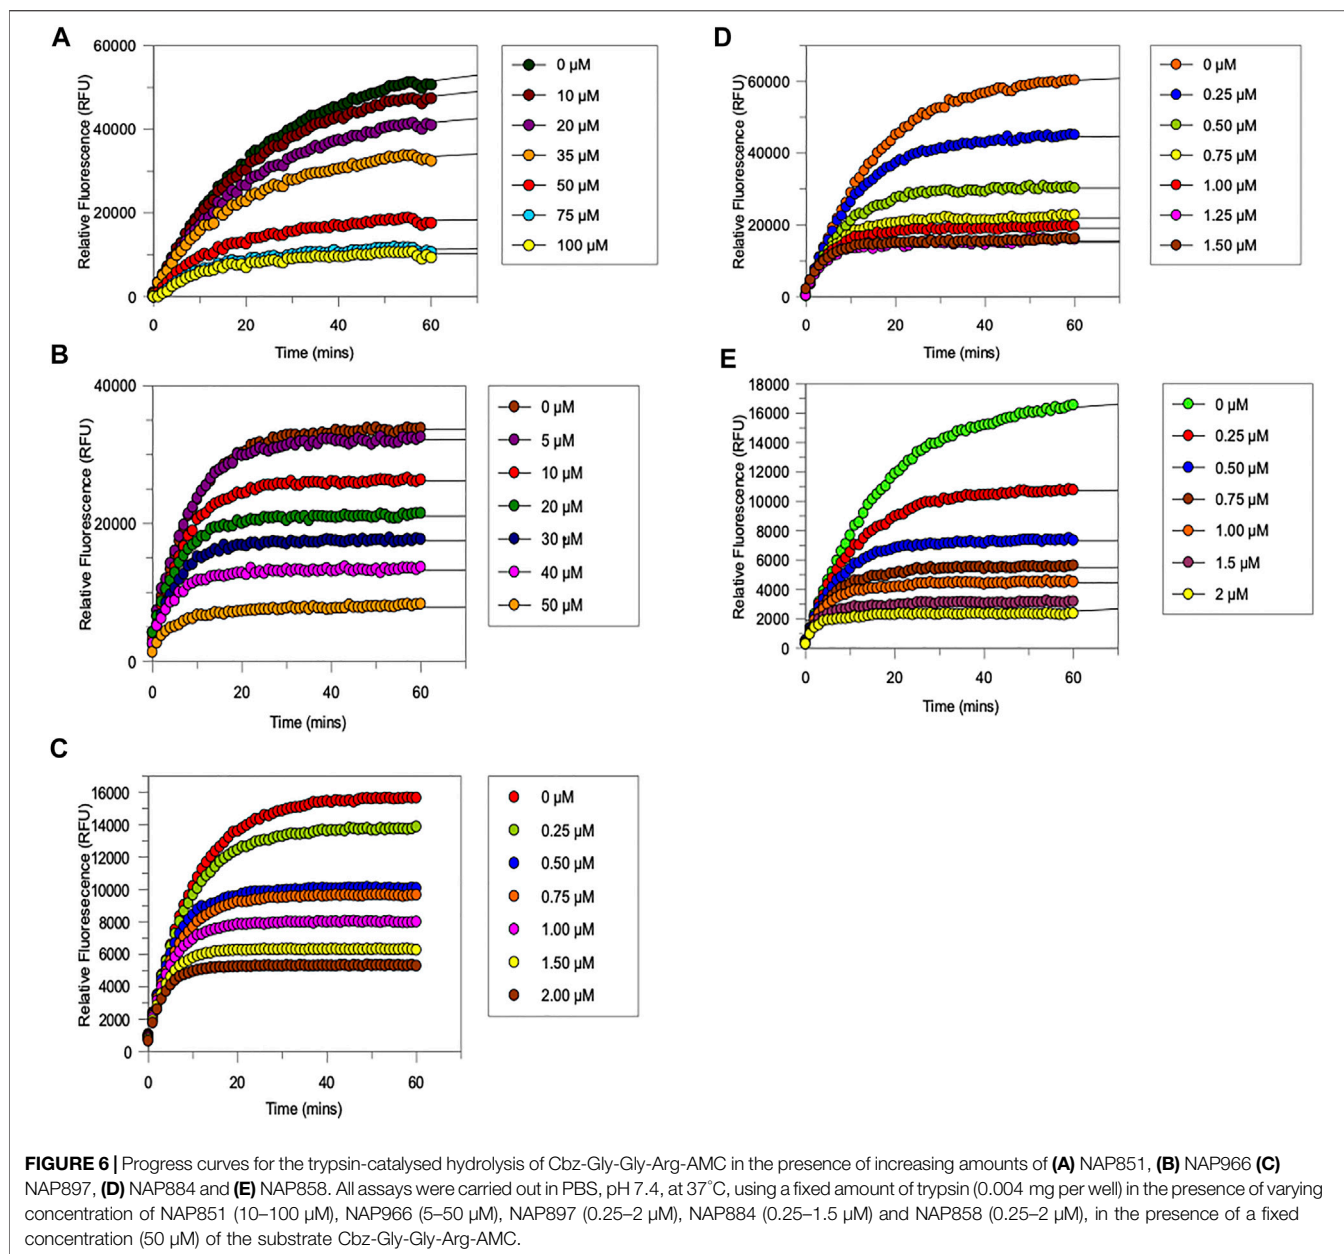 A
Relative Fluorescence (RFU)
60000
40000
20000
0
0 20 40 60
Time (mins)
0 µM
10 µM
20 µM
35 µM
50 µM
75 µM
100 µM
D
Relative Fluorescence (RFU)
60000
40000
20000
0
0 20 40 60
Time (mins)
0 µM
0.25 µM
0.50 µM
0.75 µM
1.00 µM
1.25 µM
1.50 µM
B
Relative Fluorescence (RFU)
40000
20000
0
0 20 40 60
Time (mins)
0 µM
5 µM
10 µM
20 µM
30 µM
40 µM
50 µM
E
Relative Fluorescence (RFU)
18000
16000
14000
12000
10000
8000
6000
4000
2000
0
0 20 40 60
Time (mins)
0 µM
0.25 µM
0.50 µM
0.75 µM
1.00 µM
1.5 µM
2 µM
C
Relative Fluoresecence (RFU)
16000
14000
12000
10000
8000
6000
4000
2000
0
0 20 40 60
Time (mins)
0 µM
0.25 µM
0.50 µM
0.75 µM
1.00 µM
1.50 µM
2.00 µM
FIGURE 6 | Progress curves for the trypsin-catalysed hydrolysis of Cbz-Gly-Gly-Arg-AMC in the presence of increasing amounts of (A) NAP851, (B) NAP966 (C)
NAP897, (D) NAP884 and (E) NAP858. All assays were carried out in PBS, pH 7.4, at 37°C, using a fixed amount of trypsin (0.004 mg per well) in the presence of varying
concentration of NAP851 (10–100 µM), NAP966 (5–50 µM), NAP897 (0.25–2 µM), NAP884 (0.25–1.5 µM) and NAP858 (0.25–2 µM), in the presence of a fixed
concentration (50 µM) of the substrate Cbz-Gly-Gly-Arg-AMC.